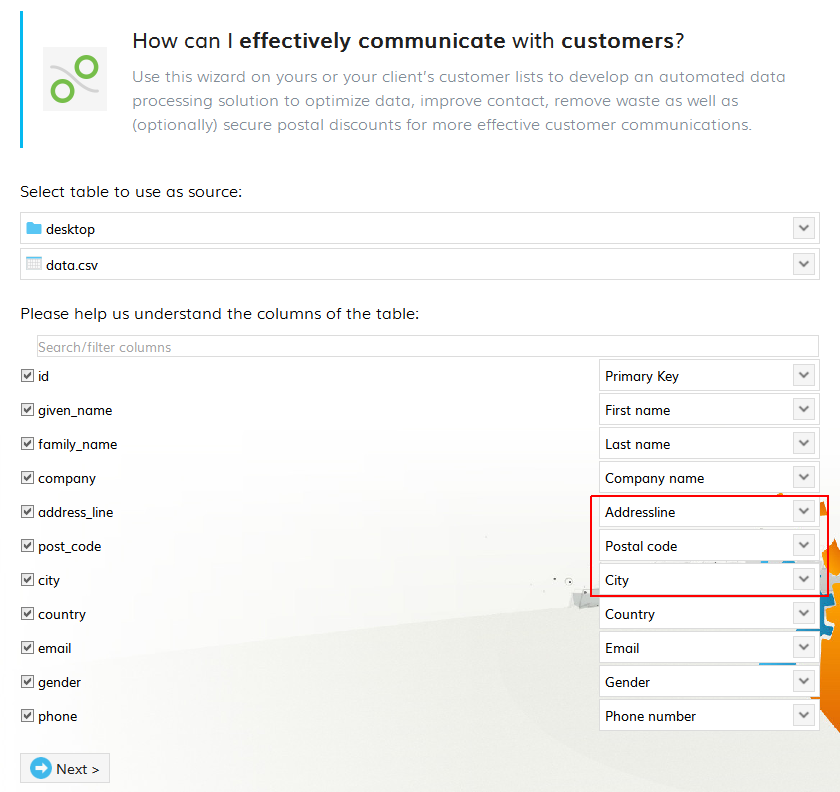 How can I effectively communicate with customers?
Use this wizard on yours or your client's customer lists to develop an automated data
processing solution to optimize data, improve contact, remove waste as well as
(optionally) secure postal discounts for more effective customer communications.
Select table to use as source:
desktop
data.csv
Please help us understand the columns of the table:
Search/filter columns
id Primary Key
given_name First name
family_name Last name
company Company name
address_line Addressline
post_code Postal code
city City
country Country
email Email
gender Gender
phone Phone number
Next >